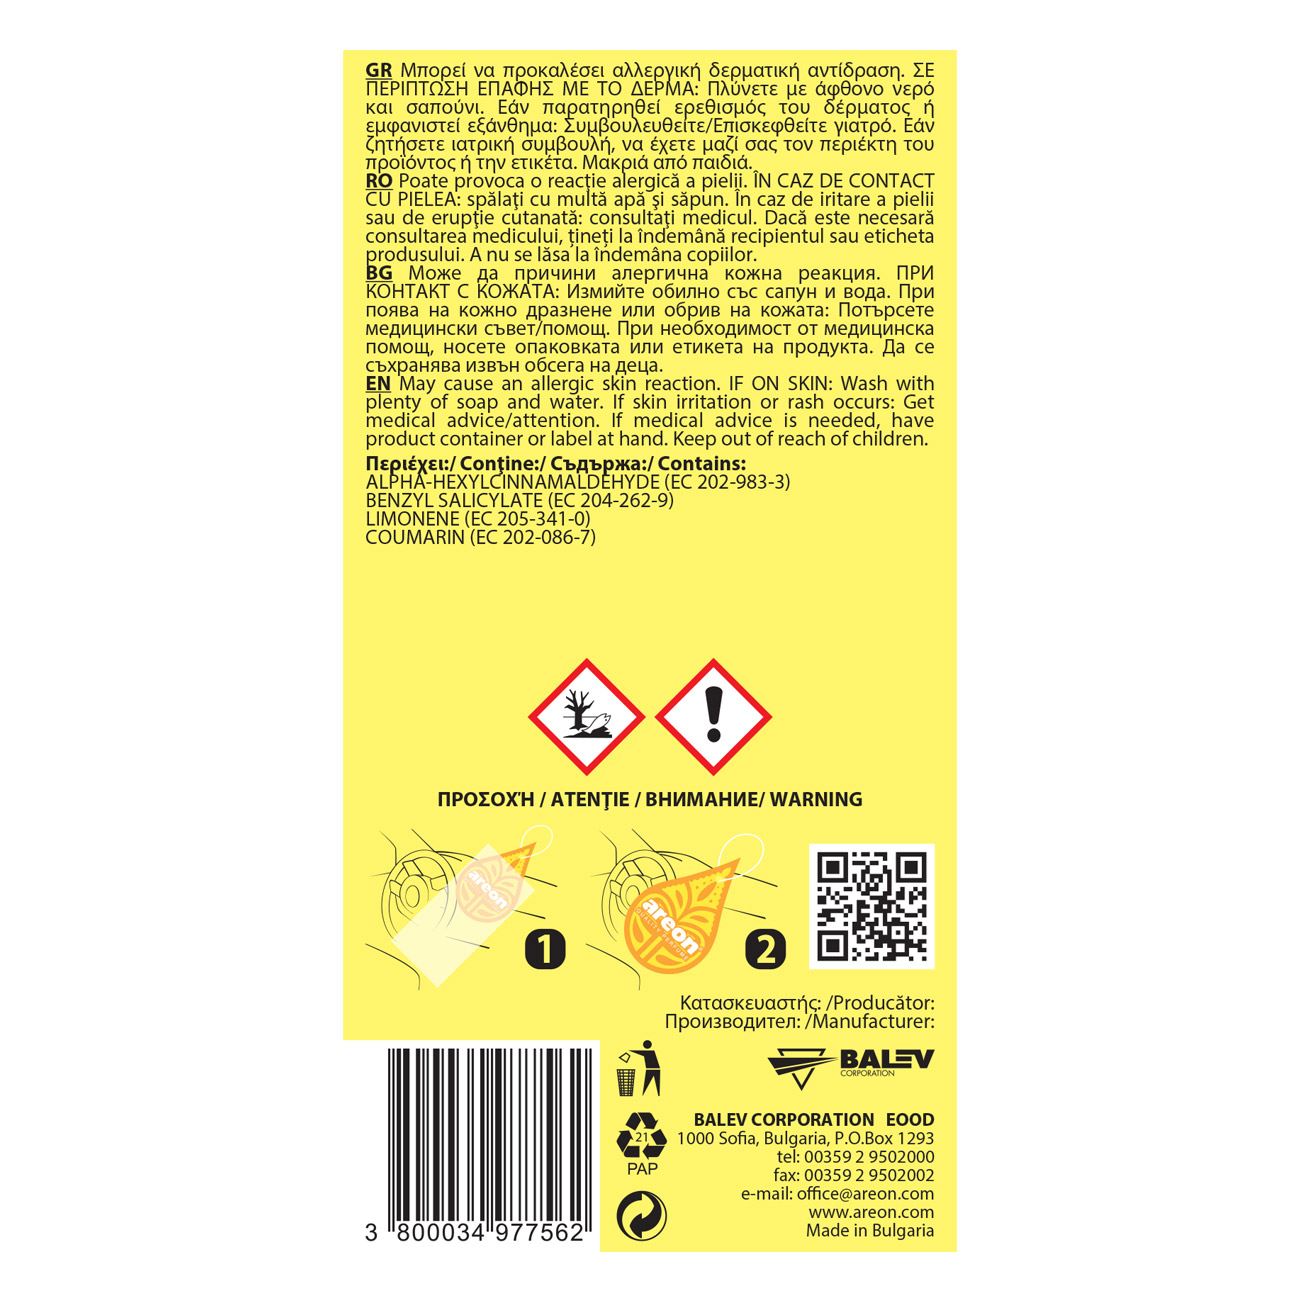 GR Μπορεί να προκαλέσει αλλεργική δερματική αντίδραση. ΣΕ
ΠΕΡΙΠΤΩΣΗ ΕΠΑΦΗΣ ΜΕ ΤΟ ΔΕΡΜΑ: Πλύνετε με άφθονο νερό
και σαπούνι. Εάν παρατηρηθεί ερεθισμός του δέρματος ή
εμφανιστεί εξάνθημα: Συμβουλευθείτε/Επισκεφθείτε γιατρό. Εάν
ζητήσετε ιατρική συμβουλή, να έχετε μαζί σας τον περιέκτη του
προϊόντος ή την ετικέτα. Μακριά από παιδιά.
RO Poate provoca o reacție alergică a pielii. ÎN CAZ DE CONTACT
CU PIELEA: spălaţi cu multă apă şi săpun. În caz de iritare a pielii
sau de erupţie cutanată: consultaţi medicul. Dacă este necesară
consultarea medicului, țineți la îndemână recipientul sau eticheta
produsului. A nu se lăsa la îndemâna copiilor.
BG Може да причини алергична кожна реакция. ПРИ
КОНТАКТ С КОЖАТА: Измийте обилно със сапун и вода. При
поява на кожно дразнене или обрив на кожата: Потърсете
медицински съвет/помощ. При необходимост от медицинска
помощ, носете опаковката или етикета на продукта. Да се
съхранява извън обсега на деца.
EN May cause an allergic skin reaction. IF ON SKIN: Wash with
plenty of soap and water. If skin irritation or rash occurs: Get
medical advice/attention. If medical advice is needed, have
product container or label at hand. Keep out of reach of children.
Περιέχει:/ Conţine:/ Съдържа:/ Contains:
ALPHA-HEXYLCINNAMALDEHYDE (EC 202-983-3)
BENZYL SALICYLATE (EC 204-262-9)
LIMONENE (EC 205-341-0)
COUMARIN (EC 202-086-7)
ΠΡΟΣΟΧΉ / ATENŢIE / ВНИМАНИЕ/ WARNING
areon
1
areon
QUALITY PERFUME
2
Κατασκευαστής: /Producător:
Производител: /Manufacturer:
BALEV
CORPORATION
BALEV CORPORATION EOOD
1000 Sofia, Bulgaria, P.O.Box 1293
tel: 00359 2 9502000
fax: 00359 2 9502002
e-mail: office@areon.com
www.areon.com
Made in Bulgaria
21
PAP
3 800034 977562